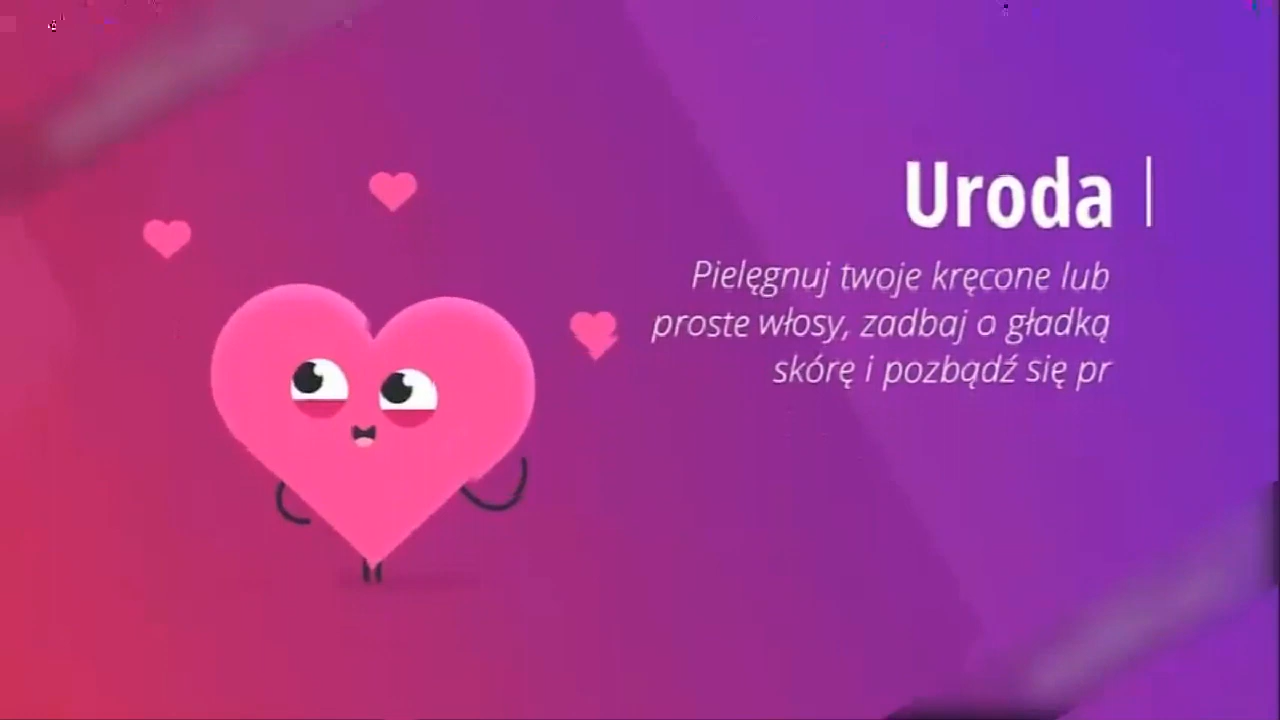 Uroda
Pielęgnuj twoje kręcone lub
proste włosy, zadbaj o gładką
skórę i pozbądź się pr